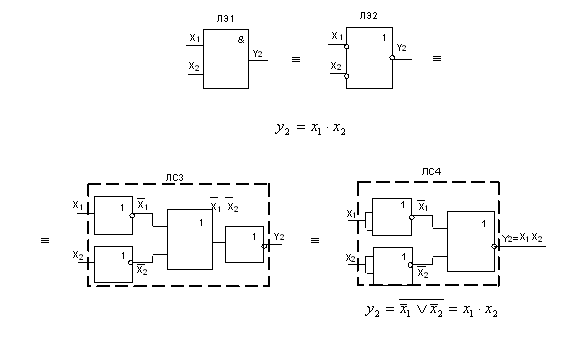 ЛЭ1
ЛЭ2
X₁
&
X₂
Y₂
≡
X₁
1
X₂
Y₂
≡
y₂ = x₁ · x₂
ЛС3
ЛС4
≡
X₁
1
X̅₁
X₂
1
X̅₂
X̅₁ X̅₂
1
1
Y₂
≡
X₁
1
X̅₁
X₂
1
X̅₂
1
Y₂=X₁ X₂
y₂ = \overline{x̅₁ ∨ x̅₂} = x₁ · x₂